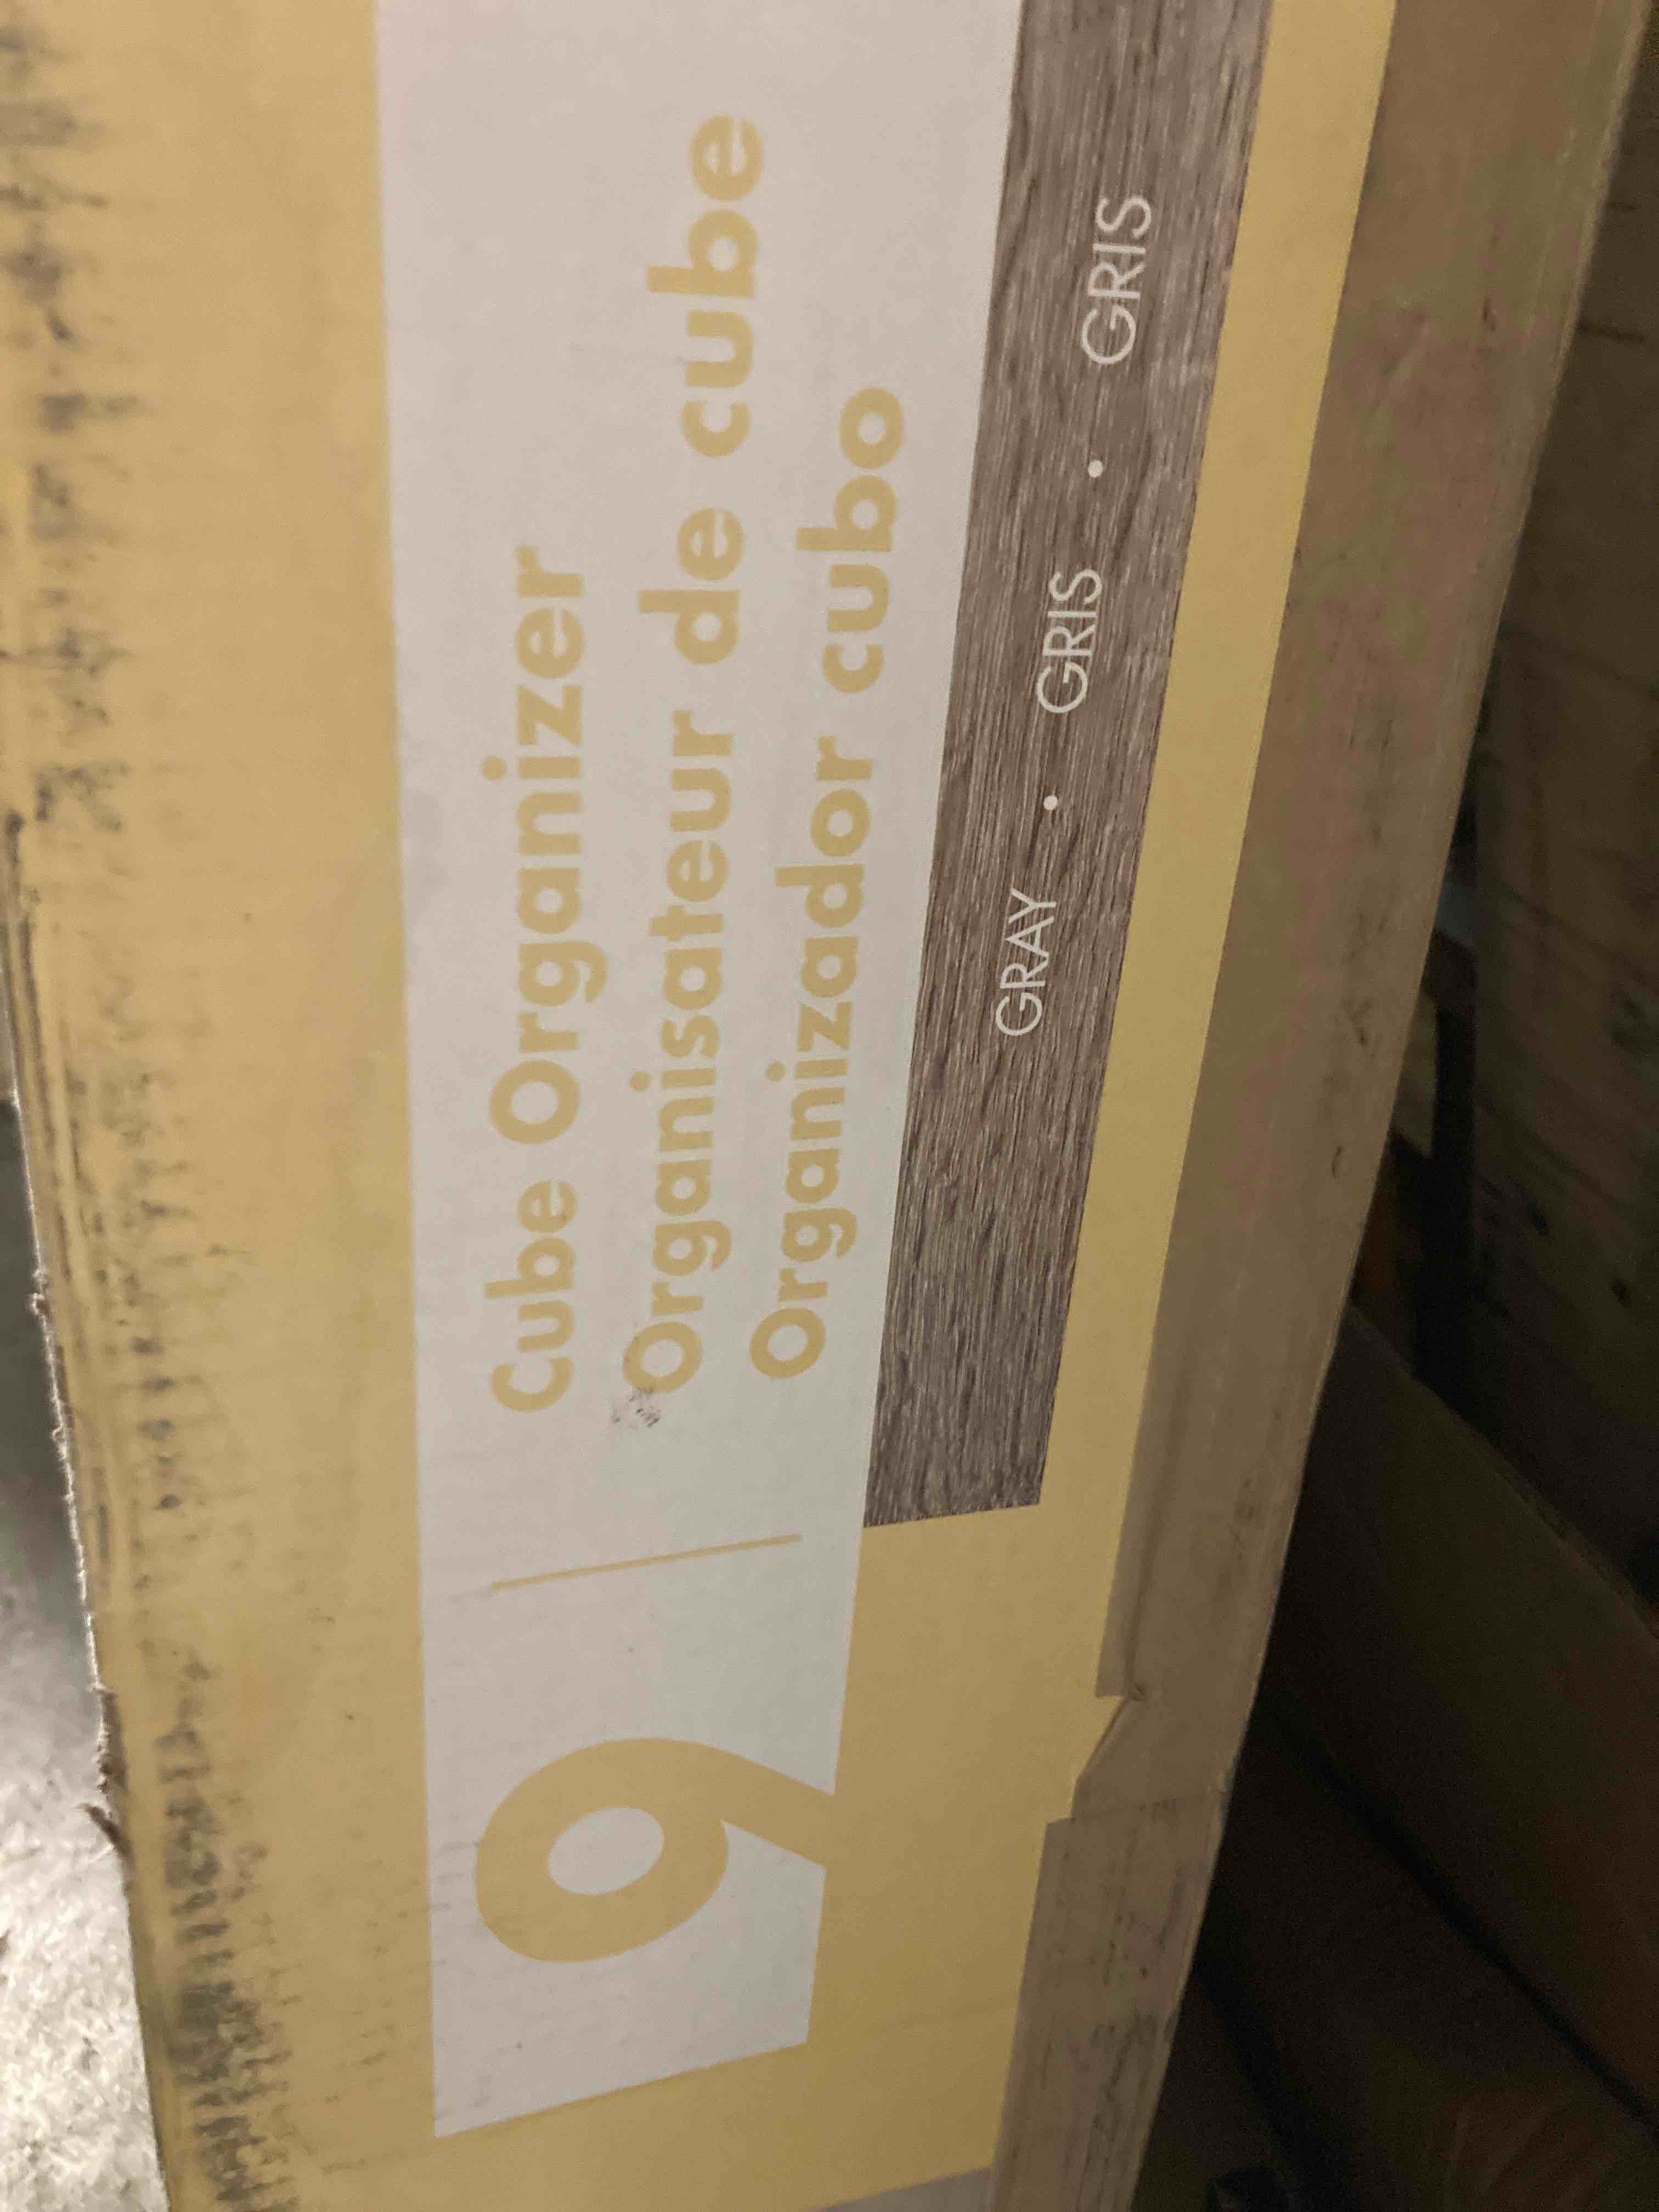 9
Cube Organizer
Organisateur de cube
Organizador cubo
GRAY • GRIS • GRIS